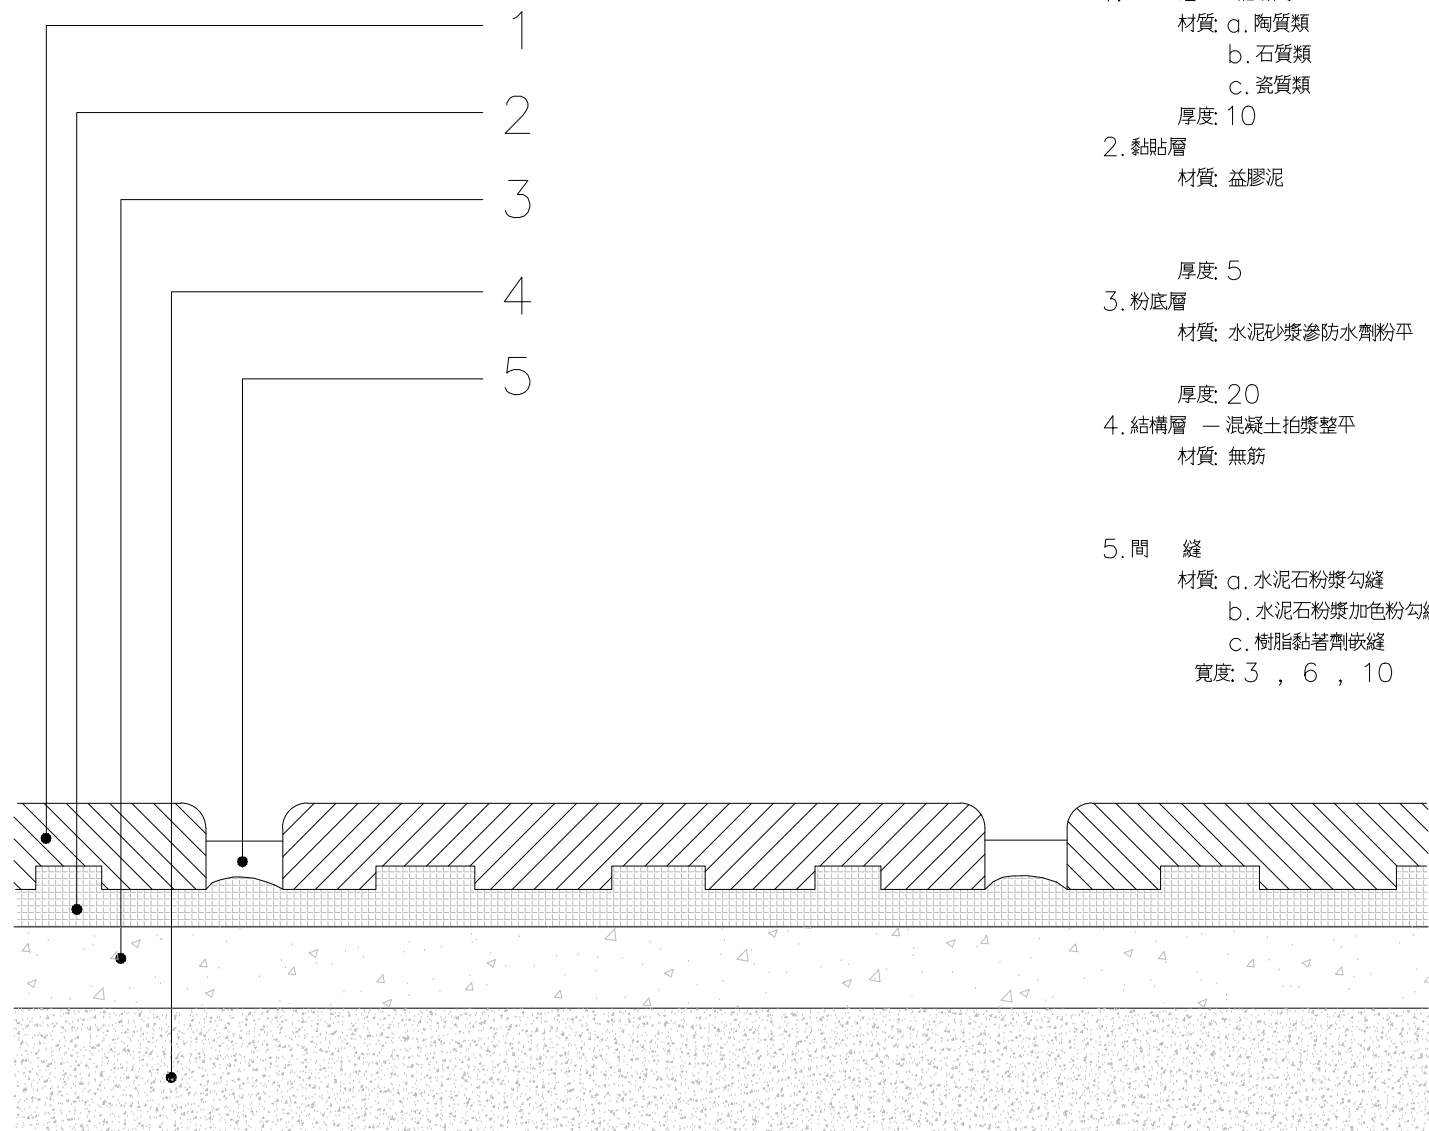 1
2
3
4
5
材質: a. 陶質類
b. 石質類
c. 瓷質類
厚度: 10
2. 黏貼層
材質: 益膠泥
厚度: 5
3. 粉底層
材質: 水泥砂漿滲防水劑粉平
厚度: 20
4. 結構層 — 混凝土拍漿整平
材質: 無筋
5. 間 縫
材質: a. 水泥石粉漿勾縫
b. 水泥石粉漿加色粉勾
c. 樹脂黏著劑嵌縫
寬度: 3 , 6 , 10